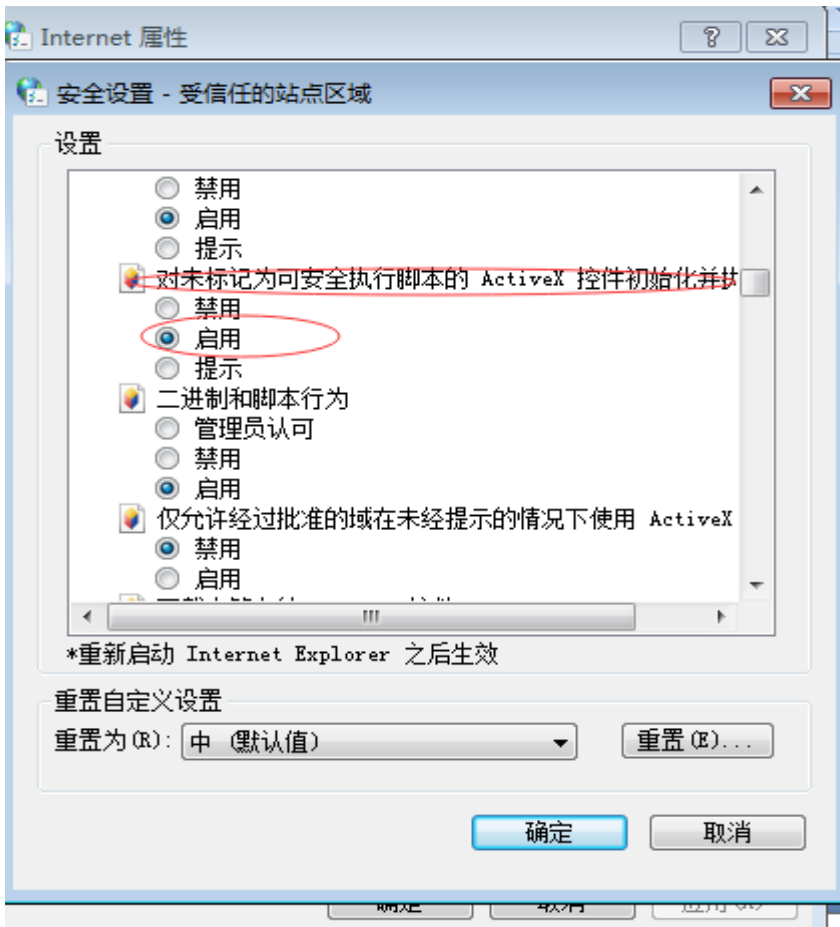 Internet 属性
安全设置 - 受信任的站点区域
设置
禁用
启用
提示
对未标记为可安全执行脚本的 ActiveX 控件初始化并执
禁用
启用
提示
二进制和脚本行为
管理员认可
禁用
启用
仅允许经过批准的域在未经提示的情况下使用 ActiveX
禁用
启用
*重新启动 Internet Explorer 之后生效
重置自定义设置
重置为(R): 中 (默认值) 重置(E)...
确定 取消